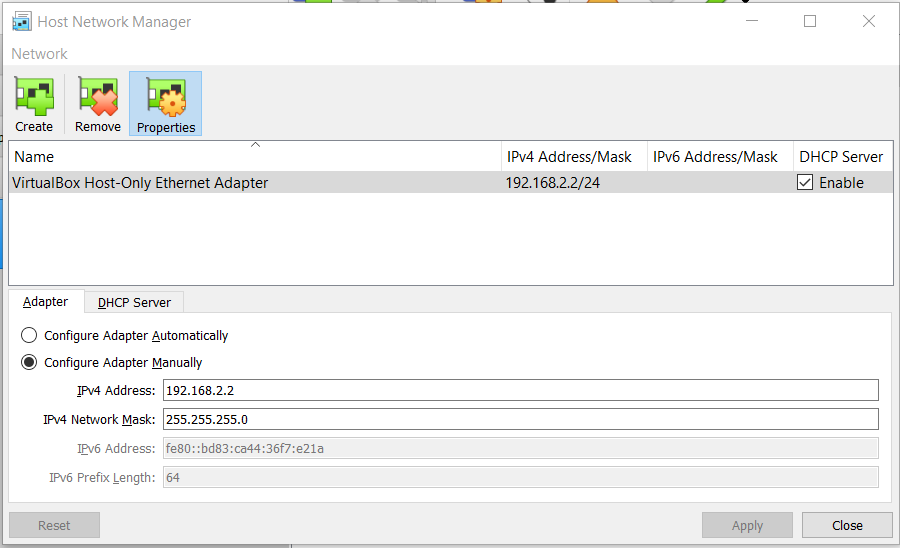 Host Network Manager
Network
Create Remove Properties
Name IPv4 Address/Mask IPv6 Address/Mask DHCP Server
VirtualBox Host-Only Ethernet Adapter 192.168.2.2/24 Enable
Adapter DHCP Server
Configure Adapter Automatically
Configure Adapter Manually
IPv4 Address: 192.168.2.2
IPv4 Network Mask: 255.255.255.0
IPv6 Address: fe80::bd83:ca44:36f7:e21a
IPv6 Prefix Length: 64
Reset Apply Close